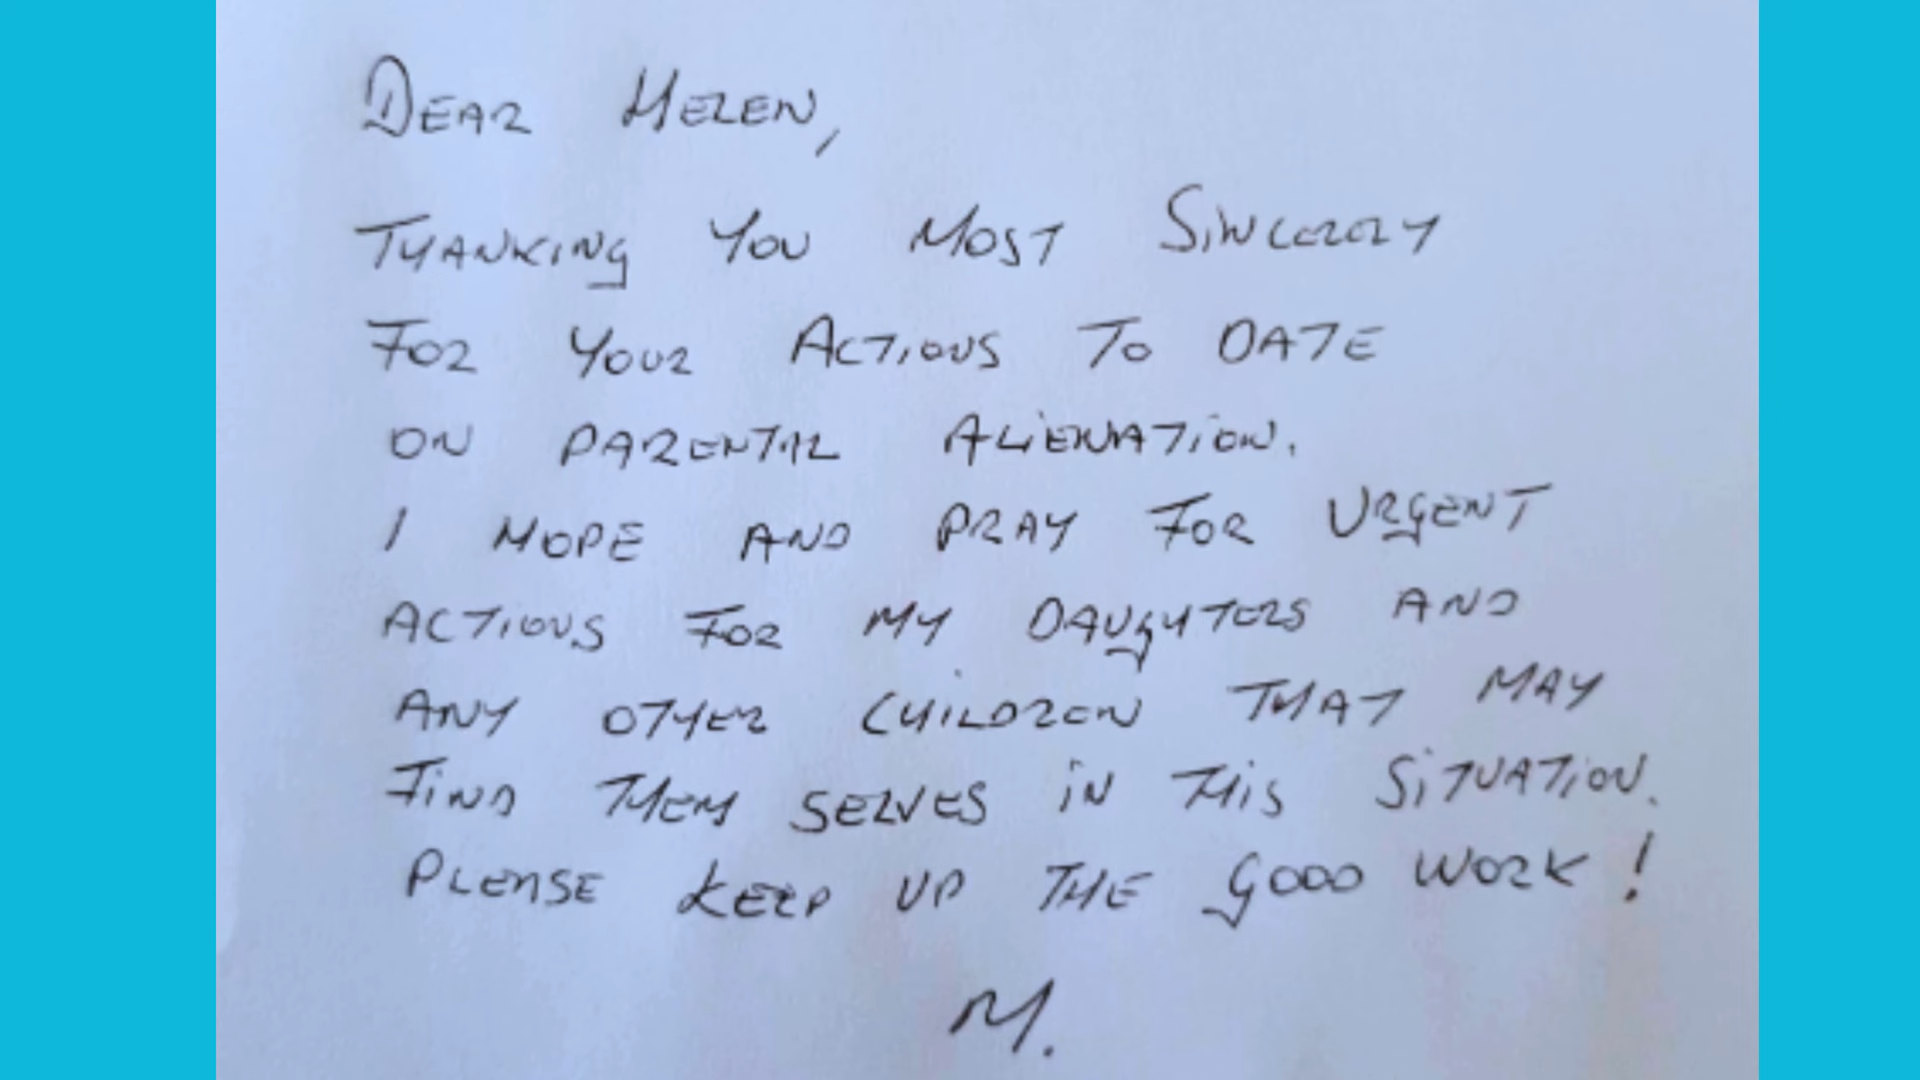 DEAR HELEN,
THANKING YOU MOST SINCERELY
FOR YOUR ACTIONS TO DATE
ON PARENTAL ALIENATION.
I HOPE AND PRAY FOR URGENT
ACTIONS FOR MY DAUGHTERS AND
ANY OTHER CHILDREN THAT MAY
FIND THEM SELVES IN THIS SITUATION.
PLEASE KEEP UP THE GOOD WORK!
M.